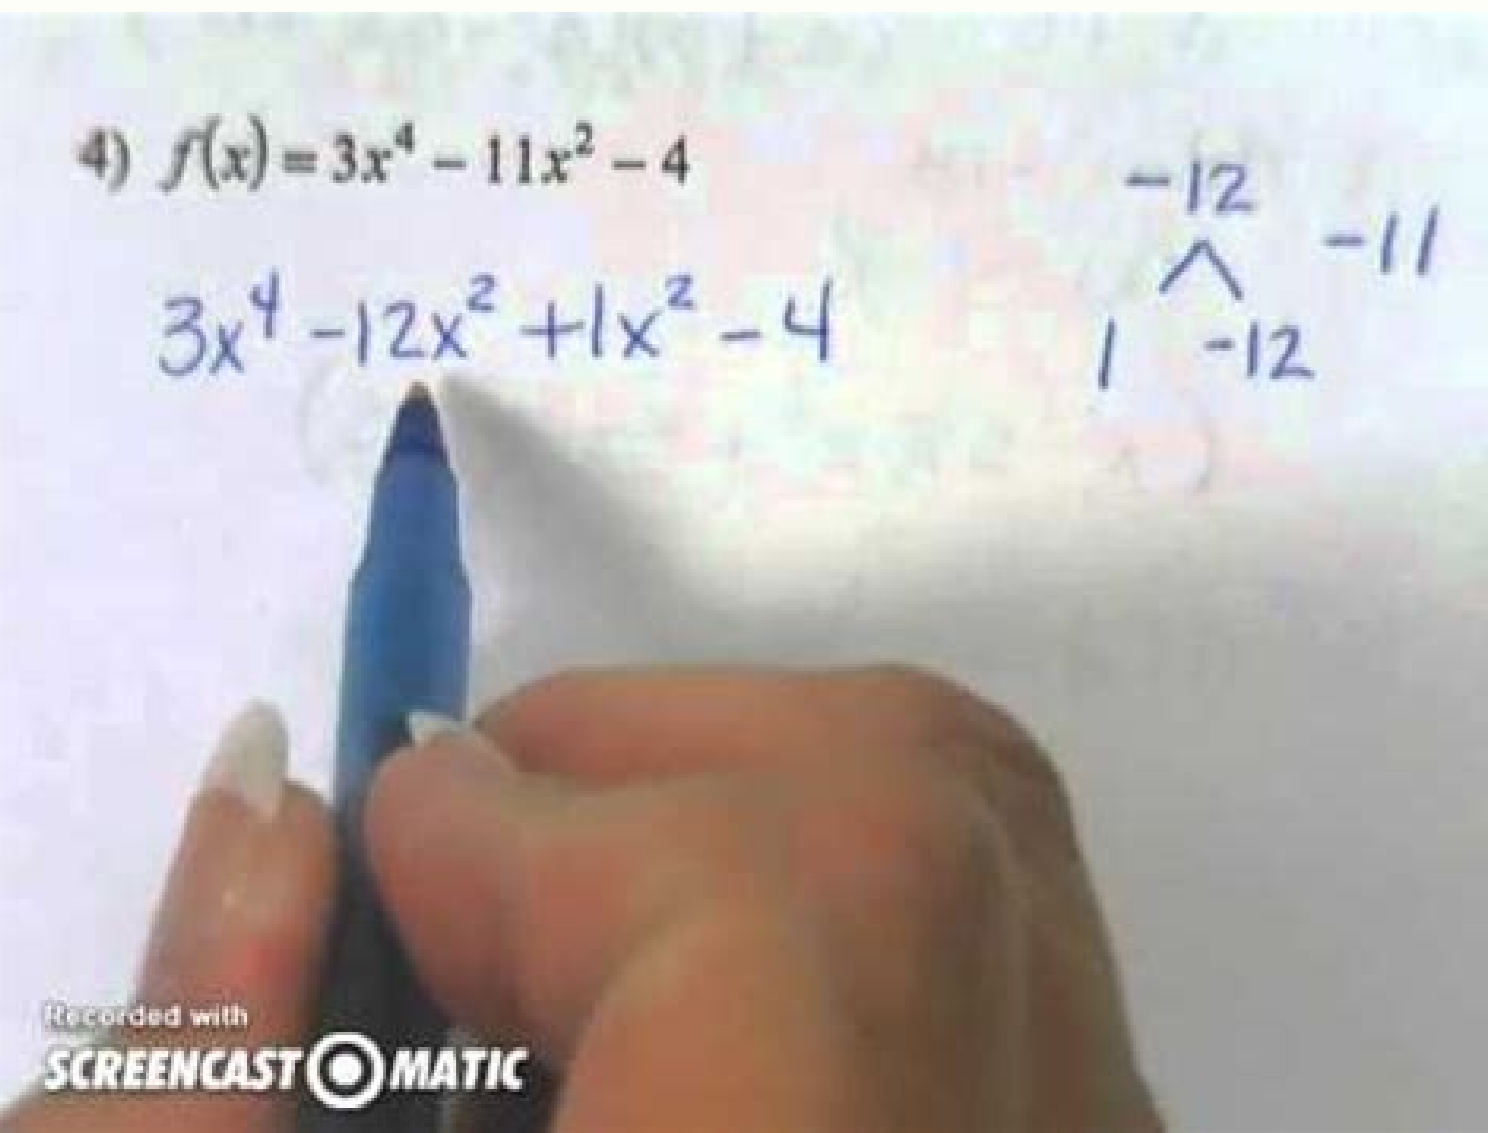 4) f(x) = 3x⁴ − 11x² − 4
3x⁴ −12x² +1x² − 4
−12
−11
1 −12
Recorded with
SCREENCAST O MATIC